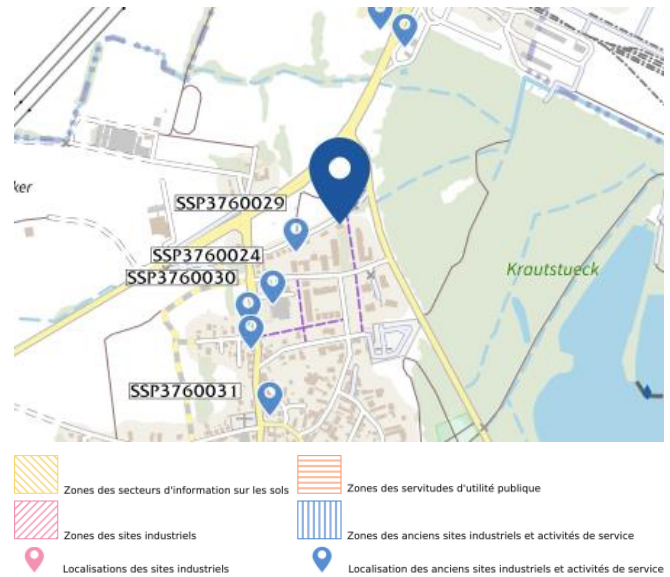 SSP3760029
ker
SSP3760024
SSP3760030
Krautstueck
SSP3760031
Zones des secteurs d'information sur les sols
Zones des servitudes d'utilité publique
Zones des sites industriels
Zones des anciens sites industriels et activités de service
Localisations des sites industriels
Localisation des anciens sites industriels et activités de service